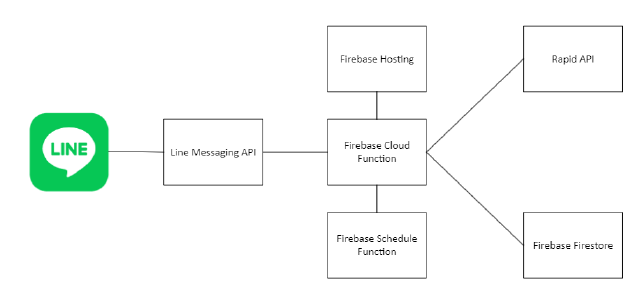 Firebase Hosting
Rapid API
LINE
Line Messaging API
Firebase Cloud
Function
Firebase Schedule
Function
Firebase Firestore